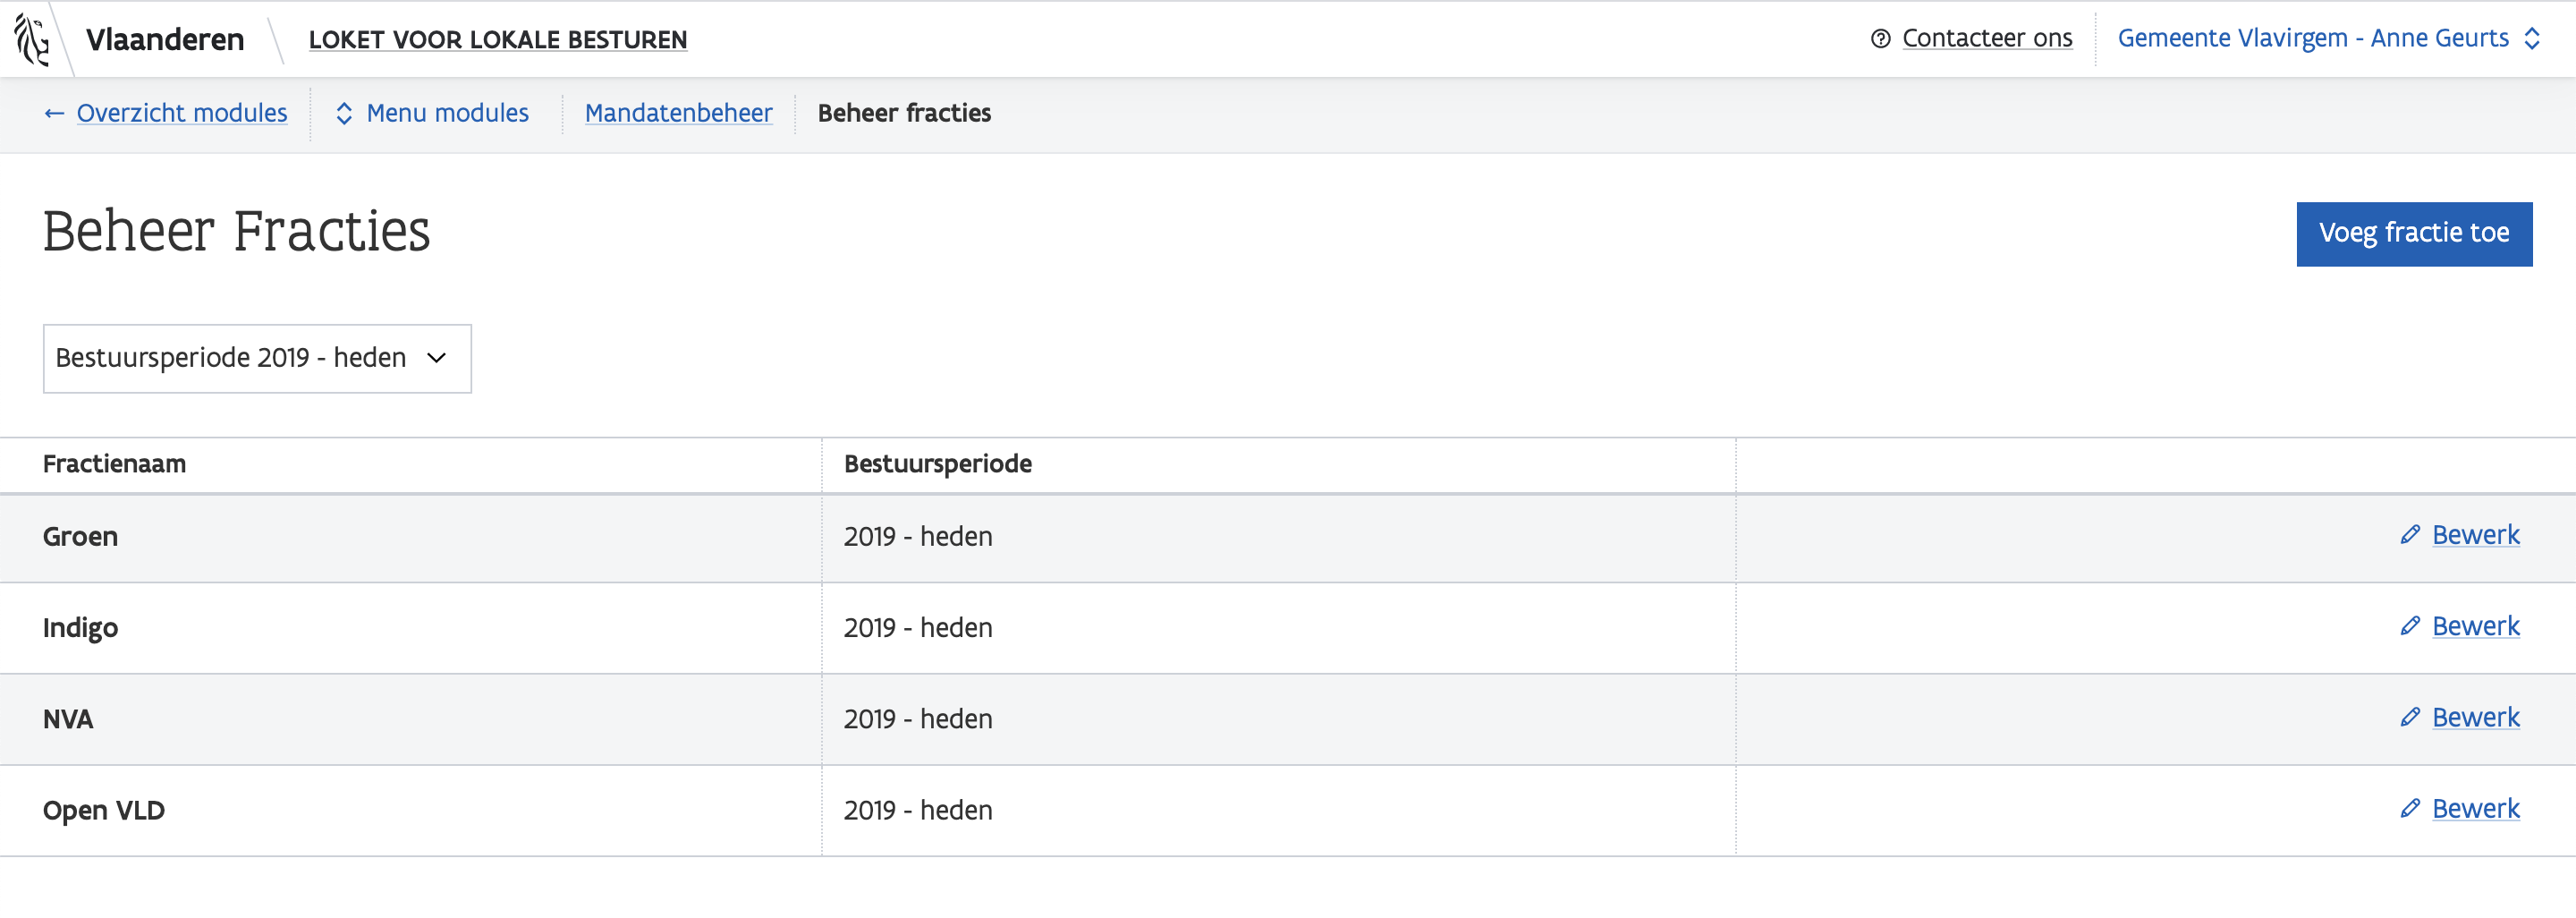 Vlaanderen LOKET VOOR LOKALE BESTUREN Contacteer ons Gemeente Vlavirgem - Anne Geurts
← Overzicht modules Menu modules Mandatenbeheer Beheer fracties
Beheer Fracties Voeg fractie toe
Bestuursperiode 2019 - heden
Fractienaam Bestuursperiode
Groen 2019 - heden Bewerk
Indigo 2019 - heden Bewerk
NVA 2019 - heden Bewerk
Open VLD 2019 - heden Bewerk